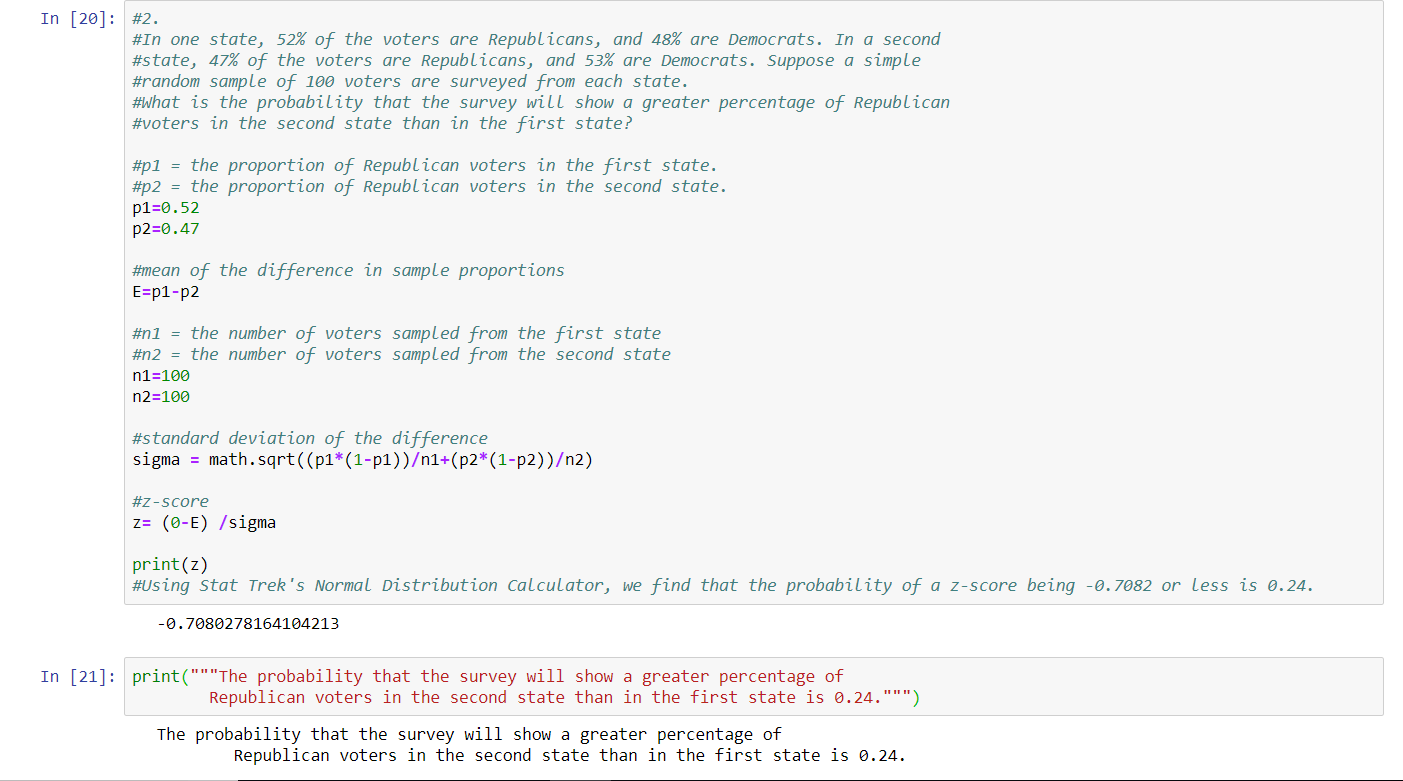 In [20]: #2.
#In one state, 52% of the voters are Republicans, and 48% are Democrats. In a second
#state, 47% of the voters are Republicans, and 53% are Democrats. Suppose a simple
#random sample of 100 voters are surveyed from each state.
#What is the probability that the survey will show a greater percentage of Republican
#voters in the second state than in the first state?
#p1 = the proportion of Republican voters in the first state.
#p2 = the proportion of Republican voters in the second state.
p1=0.52
p2=0.47
#mean of the difference in sample proportions
E=p1-p2
#n1 = the number of voters sampled from the first state
#n2 = the number of voters sampled from the second state
n1=100
n2=100
#standard deviation of the difference
sigma = math.sqrt((p1*(1-p1))/n1+(p2*(1-p2))/n2)
#z-score
z= (0-E) /sigma
print(z)
#Using Stat Trek's Normal Distribution Calculator, we find that the probability of a z-score being -0.7082 or less is 0.24.
-0.7080278164104213
In [21]: print("""The probability that the survey will show a greater percentage of
Republican voters in the second state than in the first state is 0.24.""")
The probability that the survey will show a greater percentage of
Republican voters in the second state than in the first state is 0.24.